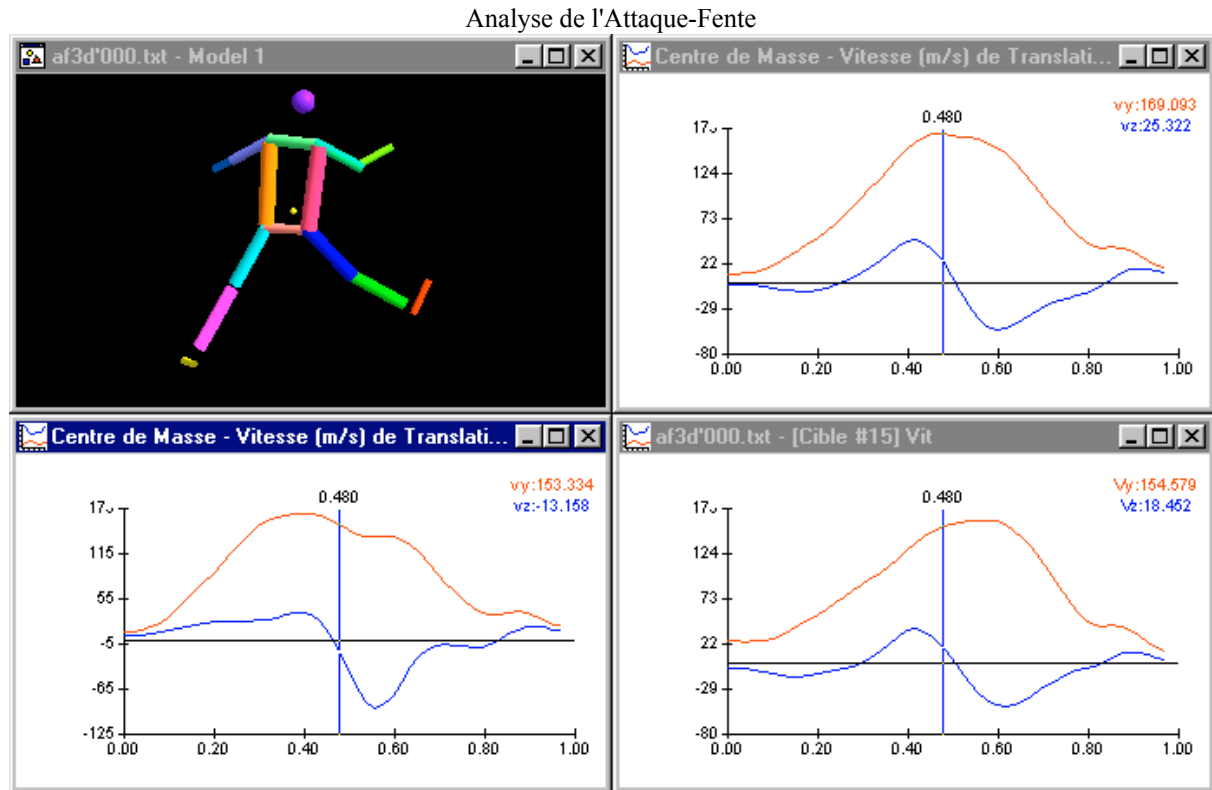 Analyse de l'Attaque-Fente
af3d'000.txt - Model 1
Centre de Masse - Vitesse (m/s) de Translati...
vy:169.093
vz:25.322
0.480
124
73
22
-29
-80
0.00 0.20 0.40 0.60 0.80 1.00
Centre de Masse - Vitesse (m/s) de Translati...
vy:153.334
vz:-13.158
0.480
115
55
-5
-65
-125
0.00 0.20 0.40 0.60 0.80 1.00
af3d'000.txt - [Cible #15] Vit
Vy:154.579
Vz:18.452
0.480
124
73
22
-29
-80
0.00 0.20 0.40 0.60 0.80 1.00